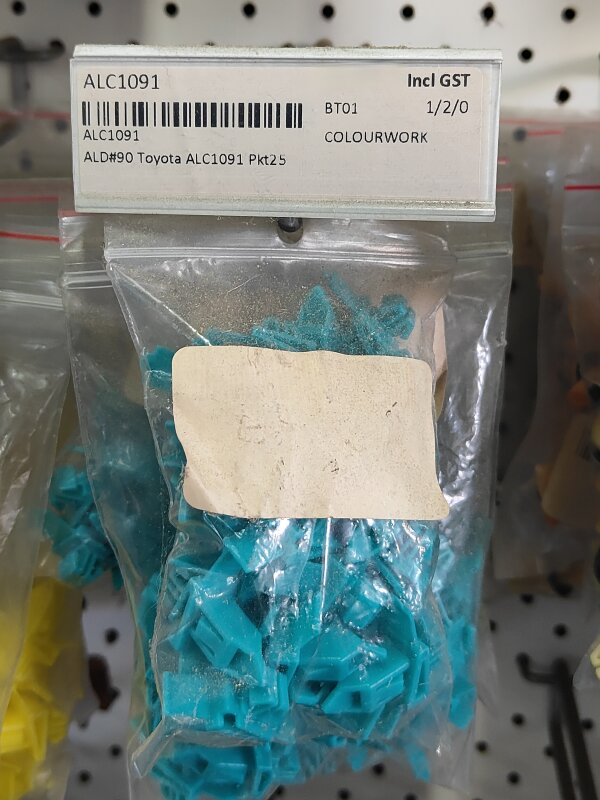 ALC1091 Incl GST
BT01 1/2/0
ALC1091 COLOURWORK
ALD#90 Toyota ALC1091 Pkt25